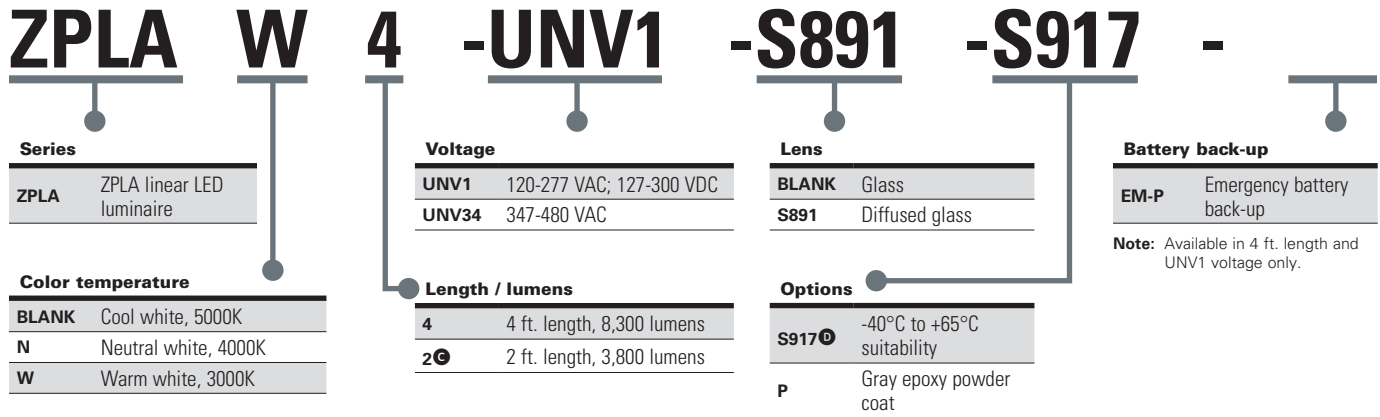 ZPLA W 4 -UNV1 -S891 -S917 -
Series
ZPLA ZPLA linear LED
luminaire
Color temperature
BLANK Cool white, 5000K
N Neutral white, 4000K
W Warm white, 3000K
Voltage
UNV1 120-277 VAC; 127-300 VDC
UNV34 347-480 VAC
Length / lumens
4 4 ft. length, 8,300 lumens
2🅒 2 ft. length, 3,800 lumens
Lens
BLANK Glass
S891 Diffused glass
Options
S917🅓 -40°C to +65°C
suitability
P Gray epoxy powder
coat
Battery back-up
EM-P Emergency battery
back-up
Note: Available in 4 ft. length and
UNV1 voltage only.